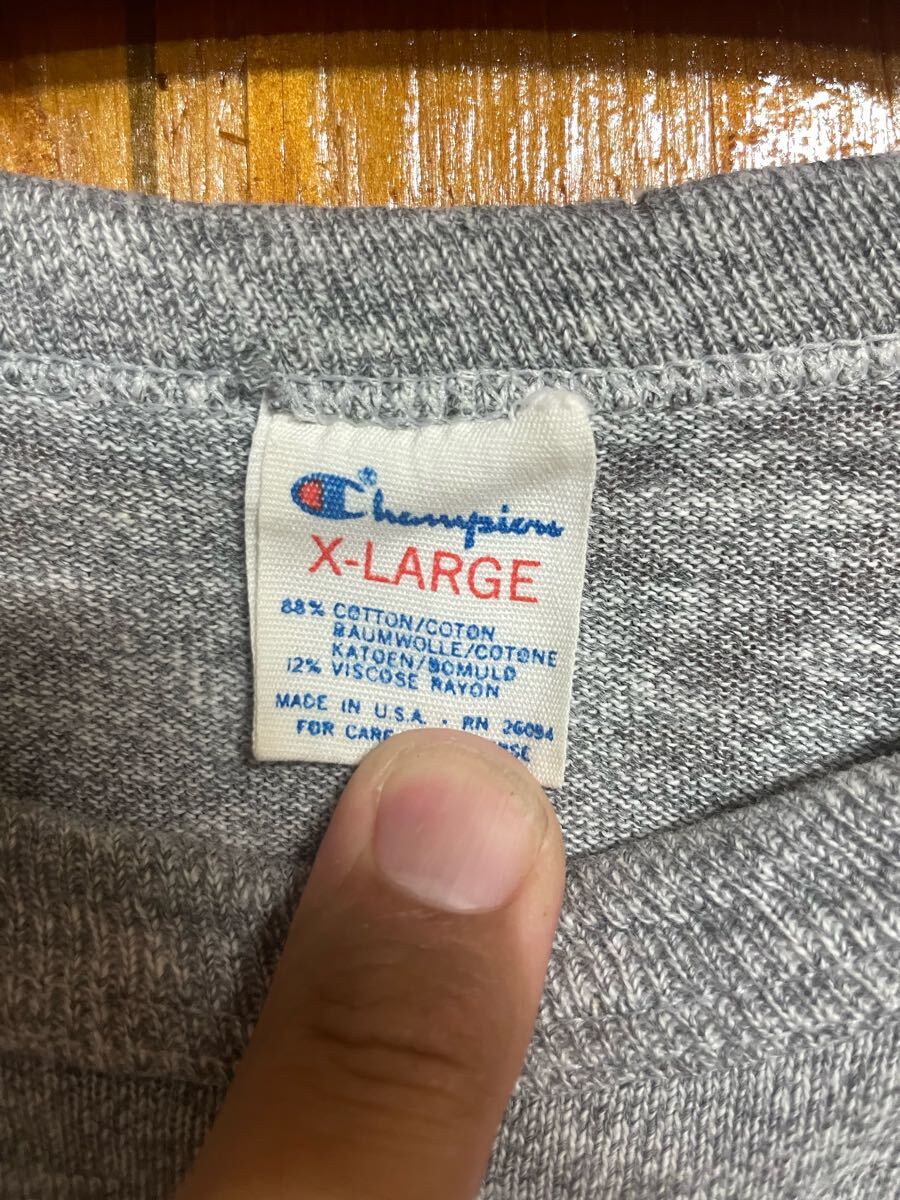 Champion®
X-LARGE
88% COTTON/COTON
BAUMWOLLE/COTONE
KATOEN/BOMULD
12% VISCOSE RAYON
MADE IN U.S.A. · RN 26094
FOR CARE